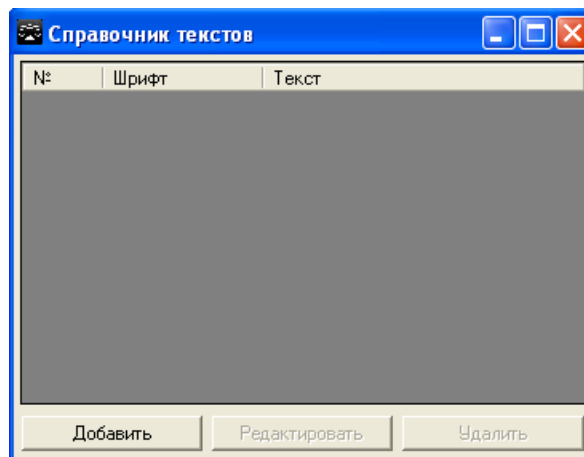 Справочник текстов
№ Шрифт Текст
Добавить Редактировать Удалить